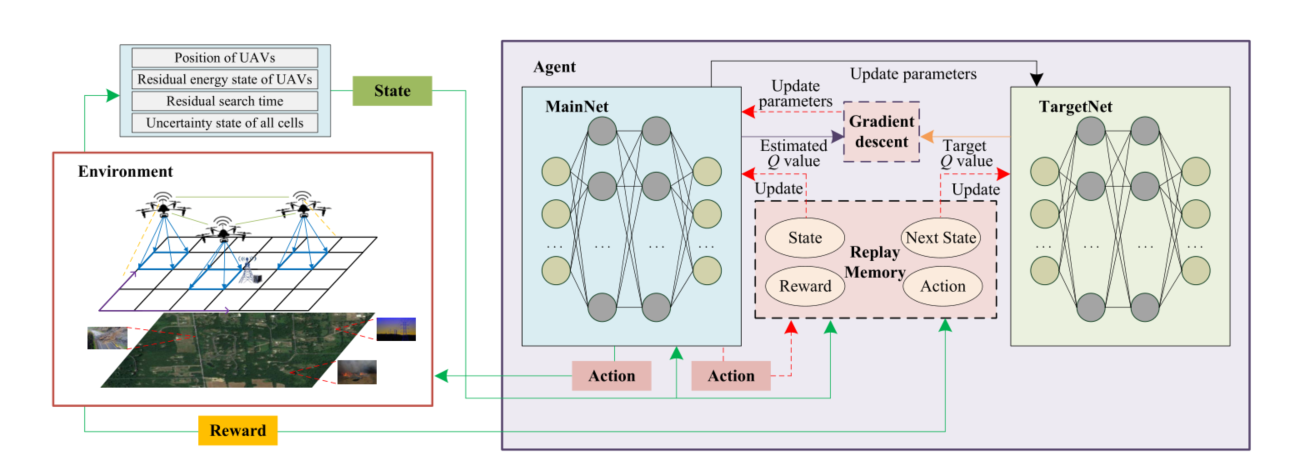 Position of UAVs
Residual energy state of UAVs
Residual search time
Uncertainty state of all cells
State
Environment
Reward
Agent
MainNet
Update parameters
Update
parameters
Gradient
descent
TargetNet
Estimated
Q value
Target
Q value
Update
Update
State
Next State
Replay
Memory
Reward
Action
...
...
...
...
...
...
...
...
Action
Action